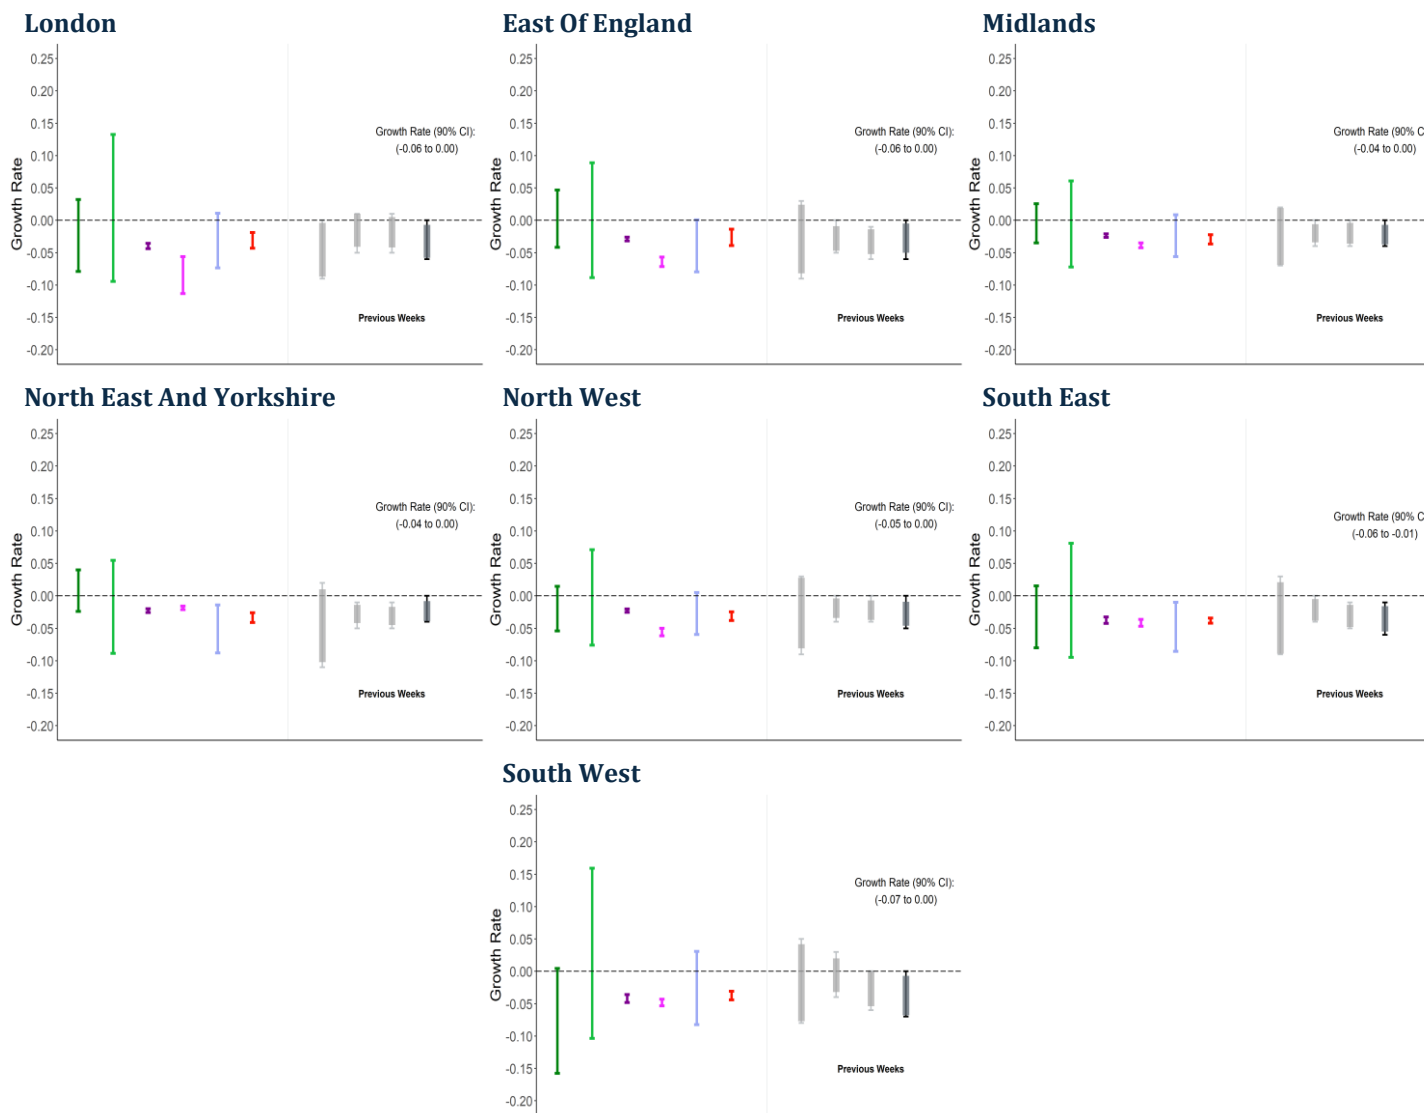 London
0.25
0.20
0.15
0.10
0.05
0.00
-0.05
-0.10
-0.15
-0.20
Growth Rate
Growth Rate (90% CI):
(-0.06 to 0.00)
Previous Weeks
East Of England
0.25
0.20
0.15
0.10
0.05
0.00
-0.05
-0.10
-0.15
-0.20
Growth Rate
Growth Rate (90% CI):
(-0.06 to 0.00)
Previous Weeks
Midlands
0.25
0.20
0.15
0.10
0.05
0.00
-0.05
-0.10
-0.15
-0.20
Growth Rate
Growth Rate (90% C
(-0.04 to 0.00)
Previous Weeks
North East And Yorkshire
0.25
0.20
0.15
0.10
0.05
0.00
-0.05
-0.10
-0.15
-0.20
Growth Rate
Growth Rate (90% CI):
(-0.04 to 0.00)
Previous Weeks
North West
0.25
0.20
0.15
0.10
0.05
0.00
-0.05
-0.10
-0.15
-0.20
Growth Rate
Growth Rate (90% CI):
(-0.05 to 0.00)
Previous Weeks
South East
0.25
0.20
0.15
0.10
0.05
0.00
-0.05
-0.10
-0.15
-0.20
Growth Rate
Growth Rate (90% C
(-0.06 to -0.01)
Previous Weeks
South West
0.25
0.20
0.15
0.10
0.05
0.00
-0.05
-0.10
-0.15
-0.20
Growth Rate
Growth Rate (90% CI):
(-0.07 to 0.00)
Previous Weeks